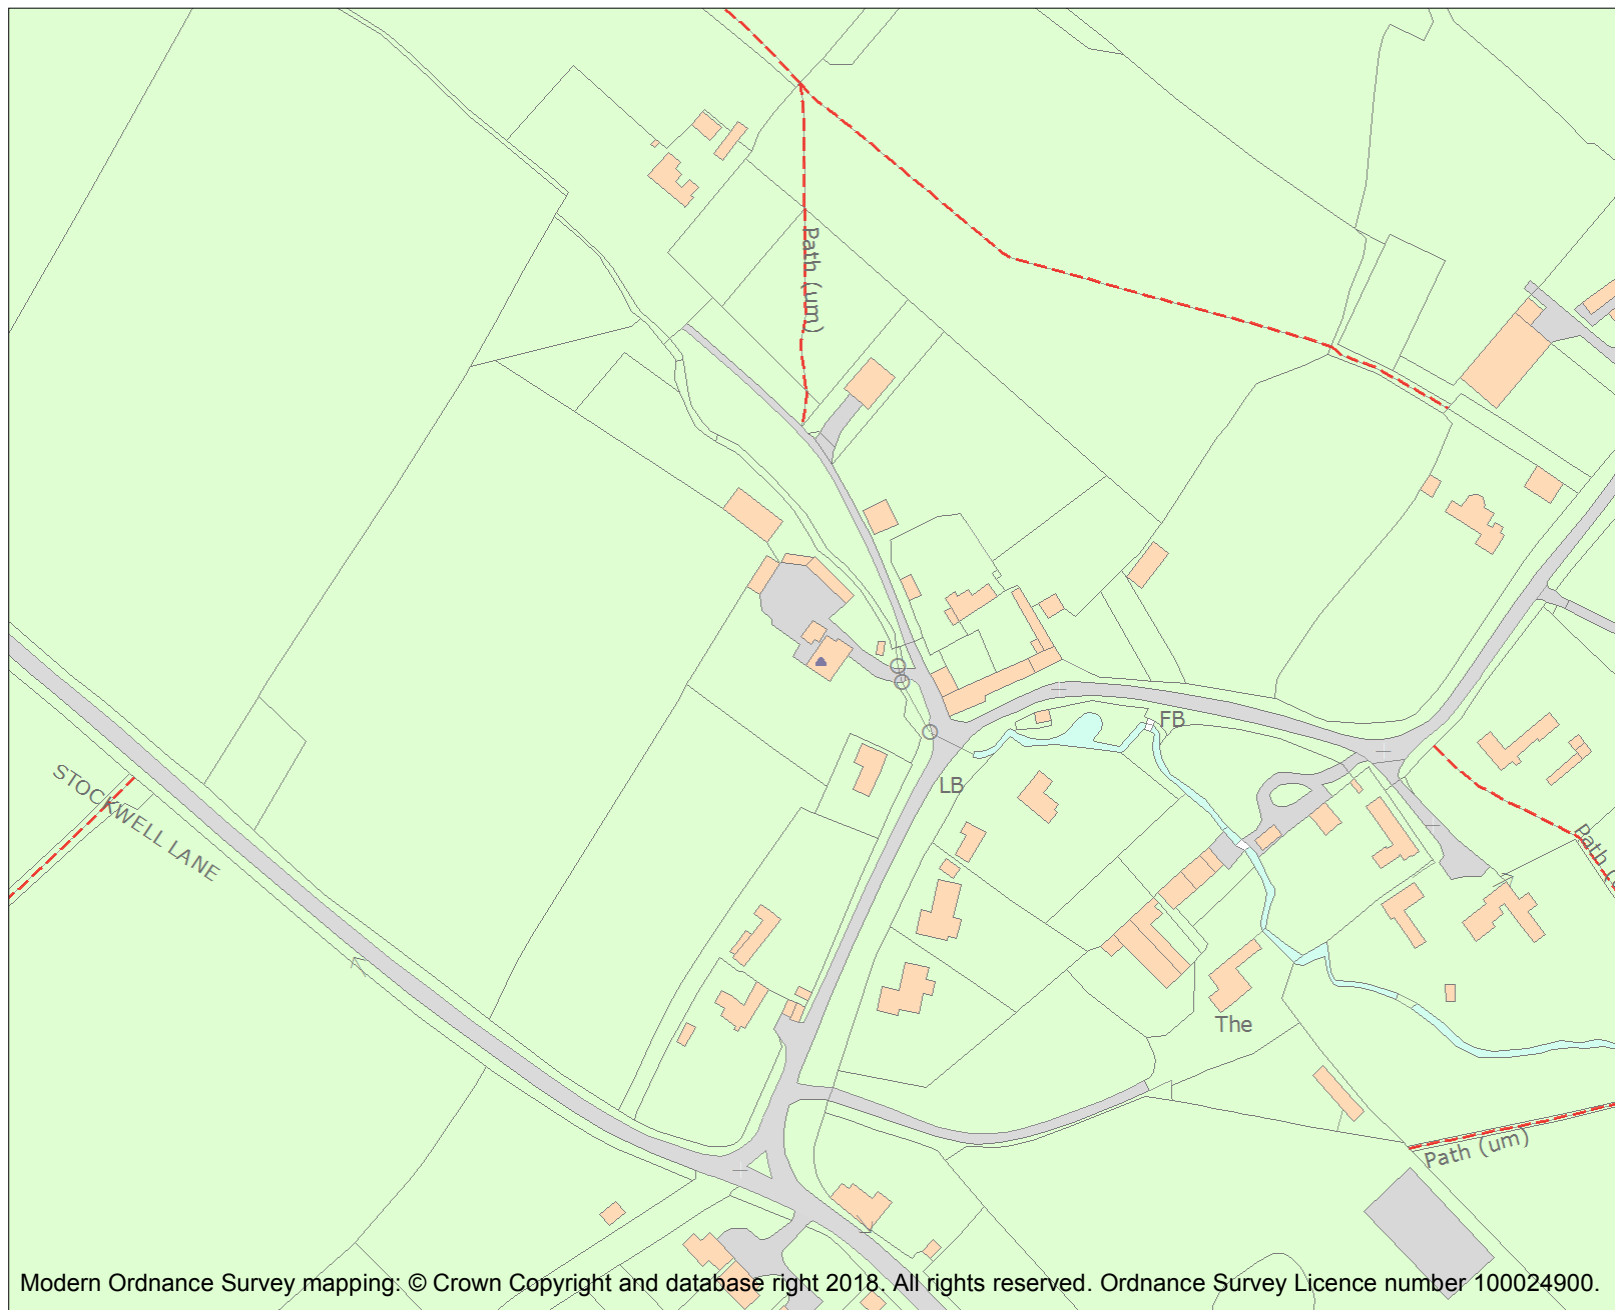 Path (um)
FB
LB
STOCKWELL LANE
Path (
The
Path (um)
Modern Ordnance Survey mapping: © Crown Copyright and database right 2018. All rights reserved. Ordnance Survey Licence number 100024900.